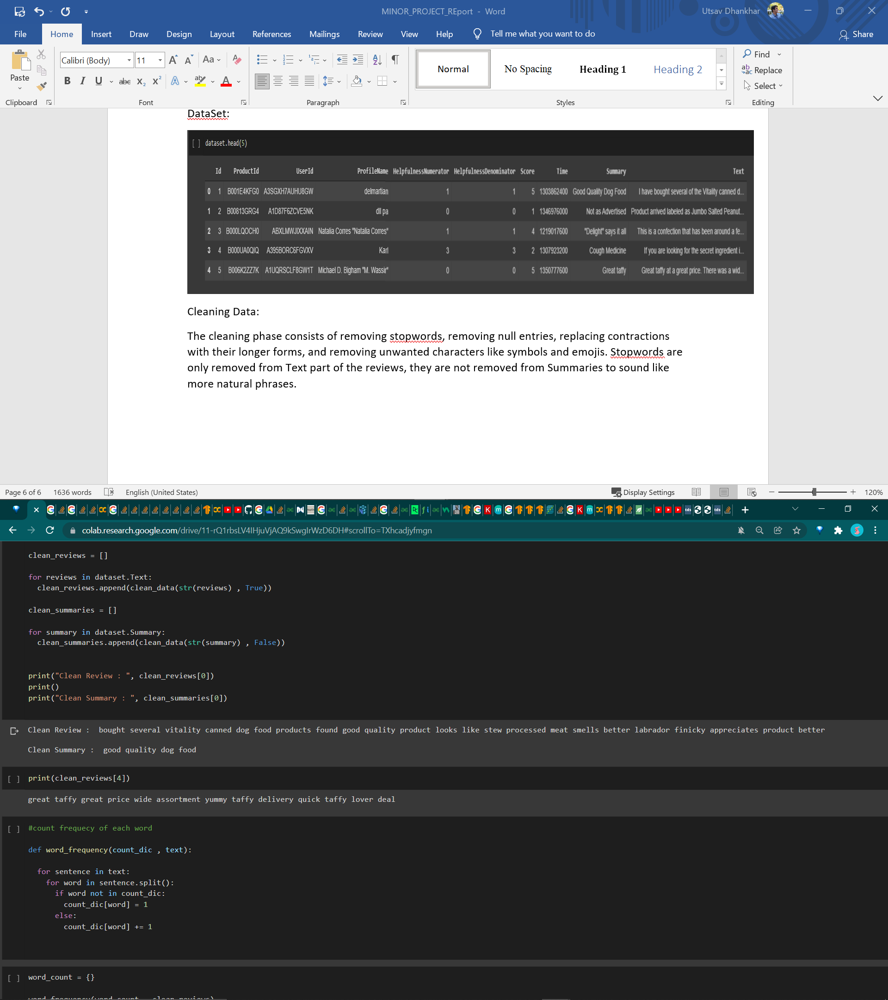 MINOR_PROJECT_REport - Word
Utsav Dhankhar
File Home Insert Draw Design Layout References Mailings Review View Help Tell me what you want to do Share
Paste
Calibri (Body) 11
Normal No Spacing Heading 1 Heading 2
Find
Replace
Select
Clipboard Font Paragraph Styles Editing
DataSet:
[ ] dataset.head(5)
Id ProductId UserId ProfileName HelpfulnessNumerator HelpfulnessDenominator Score Time Summary Text
0 1 B001E4KFG0 A3SGXH7AUHU8GW delmartian 1 1 5 1303862400 Good Quality Dog Food I have bought several of the Vitality canned d...
1 2 B00813GRG4 A1D87F6ZCVE5NK dll pa 0 0 1 1346976000 Not as Advertised Product arrived labeled as Jumbo Salted Peanut...
2 3 B000LQOCH0 ABXLMWJIXXAIN Natalia Corres "Natalia Corres" 1 1 4 1219017600 "Delight" says it all This is a confection that has been around a fe...
3 4 B000UA0QIQ A395BORC6FGVXV Karl 3 3 2 1307923200 Cough Medicine If you are looking for the secret ingredient i...
4 5 B006K2ZZ7K A1UQRSCLF8GW1T Michael D. Bigham "M. Wassir" 0 0 5 1350777600 Great taffy Great taffy at a great price. There was a wid...
Cleaning Data:
The cleaning phase consists of removing stopwords, removing null entries, replacing contractions
with their longer forms, and removing unwanted characters like symbols and emojis. Stopwords are
only removed from Text part of the reviews, they are not removed from Summaries to sound like
more natural phrases.
Page 6 of 6 1636 words English (United States) Display Settings 120%
colab.research.google.com/drive/11-rQ1rbsLV4IHjuVjAQ9kSwgIrWzD6DH#scrollTo=TXhcadjyfmgn
clean_reviews = []
for reviews in dataset.Text:
clean_reviews.append(clean_data(str(reviews) , True))
clean_summaries = []
for summary in dataset.Summary:
clean_summaries.append(clean_data(str(summary) , False))
print("Clean Review : ", clean_reviews[0])
print()
print("Clean Summary : ", clean_summaries[0])
Clean Review : bought several vitality canned dog food products found good quality product looks like stew processed meat smells better labrador finicky appreciates product better
Clean Summary : good quality dog food
[ ] print(clean_reviews[4])
great taffy great price wide assortment yummy taffy delivery quick taffy lover deal
[ ] #count frequecy of each word
def word_frequency(count_dic , text):
for sentence in text:
for word in sentence.split():
if word not in count_dic:
count_dic[word] = 1
else:
count_dic[word] += 1
[ ] word_count = {}